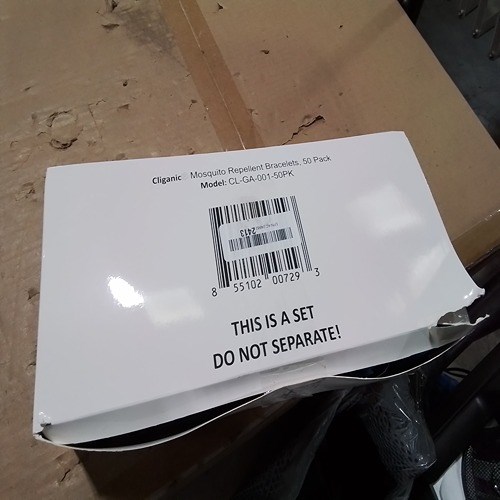 Cliganic® Mosquito Repellent Bracelets, 50 Pack
Model: CL-GA-001-50PK
2413
8 55102 00729 3
THIS IS A SET
DO NOT SEPARATE!